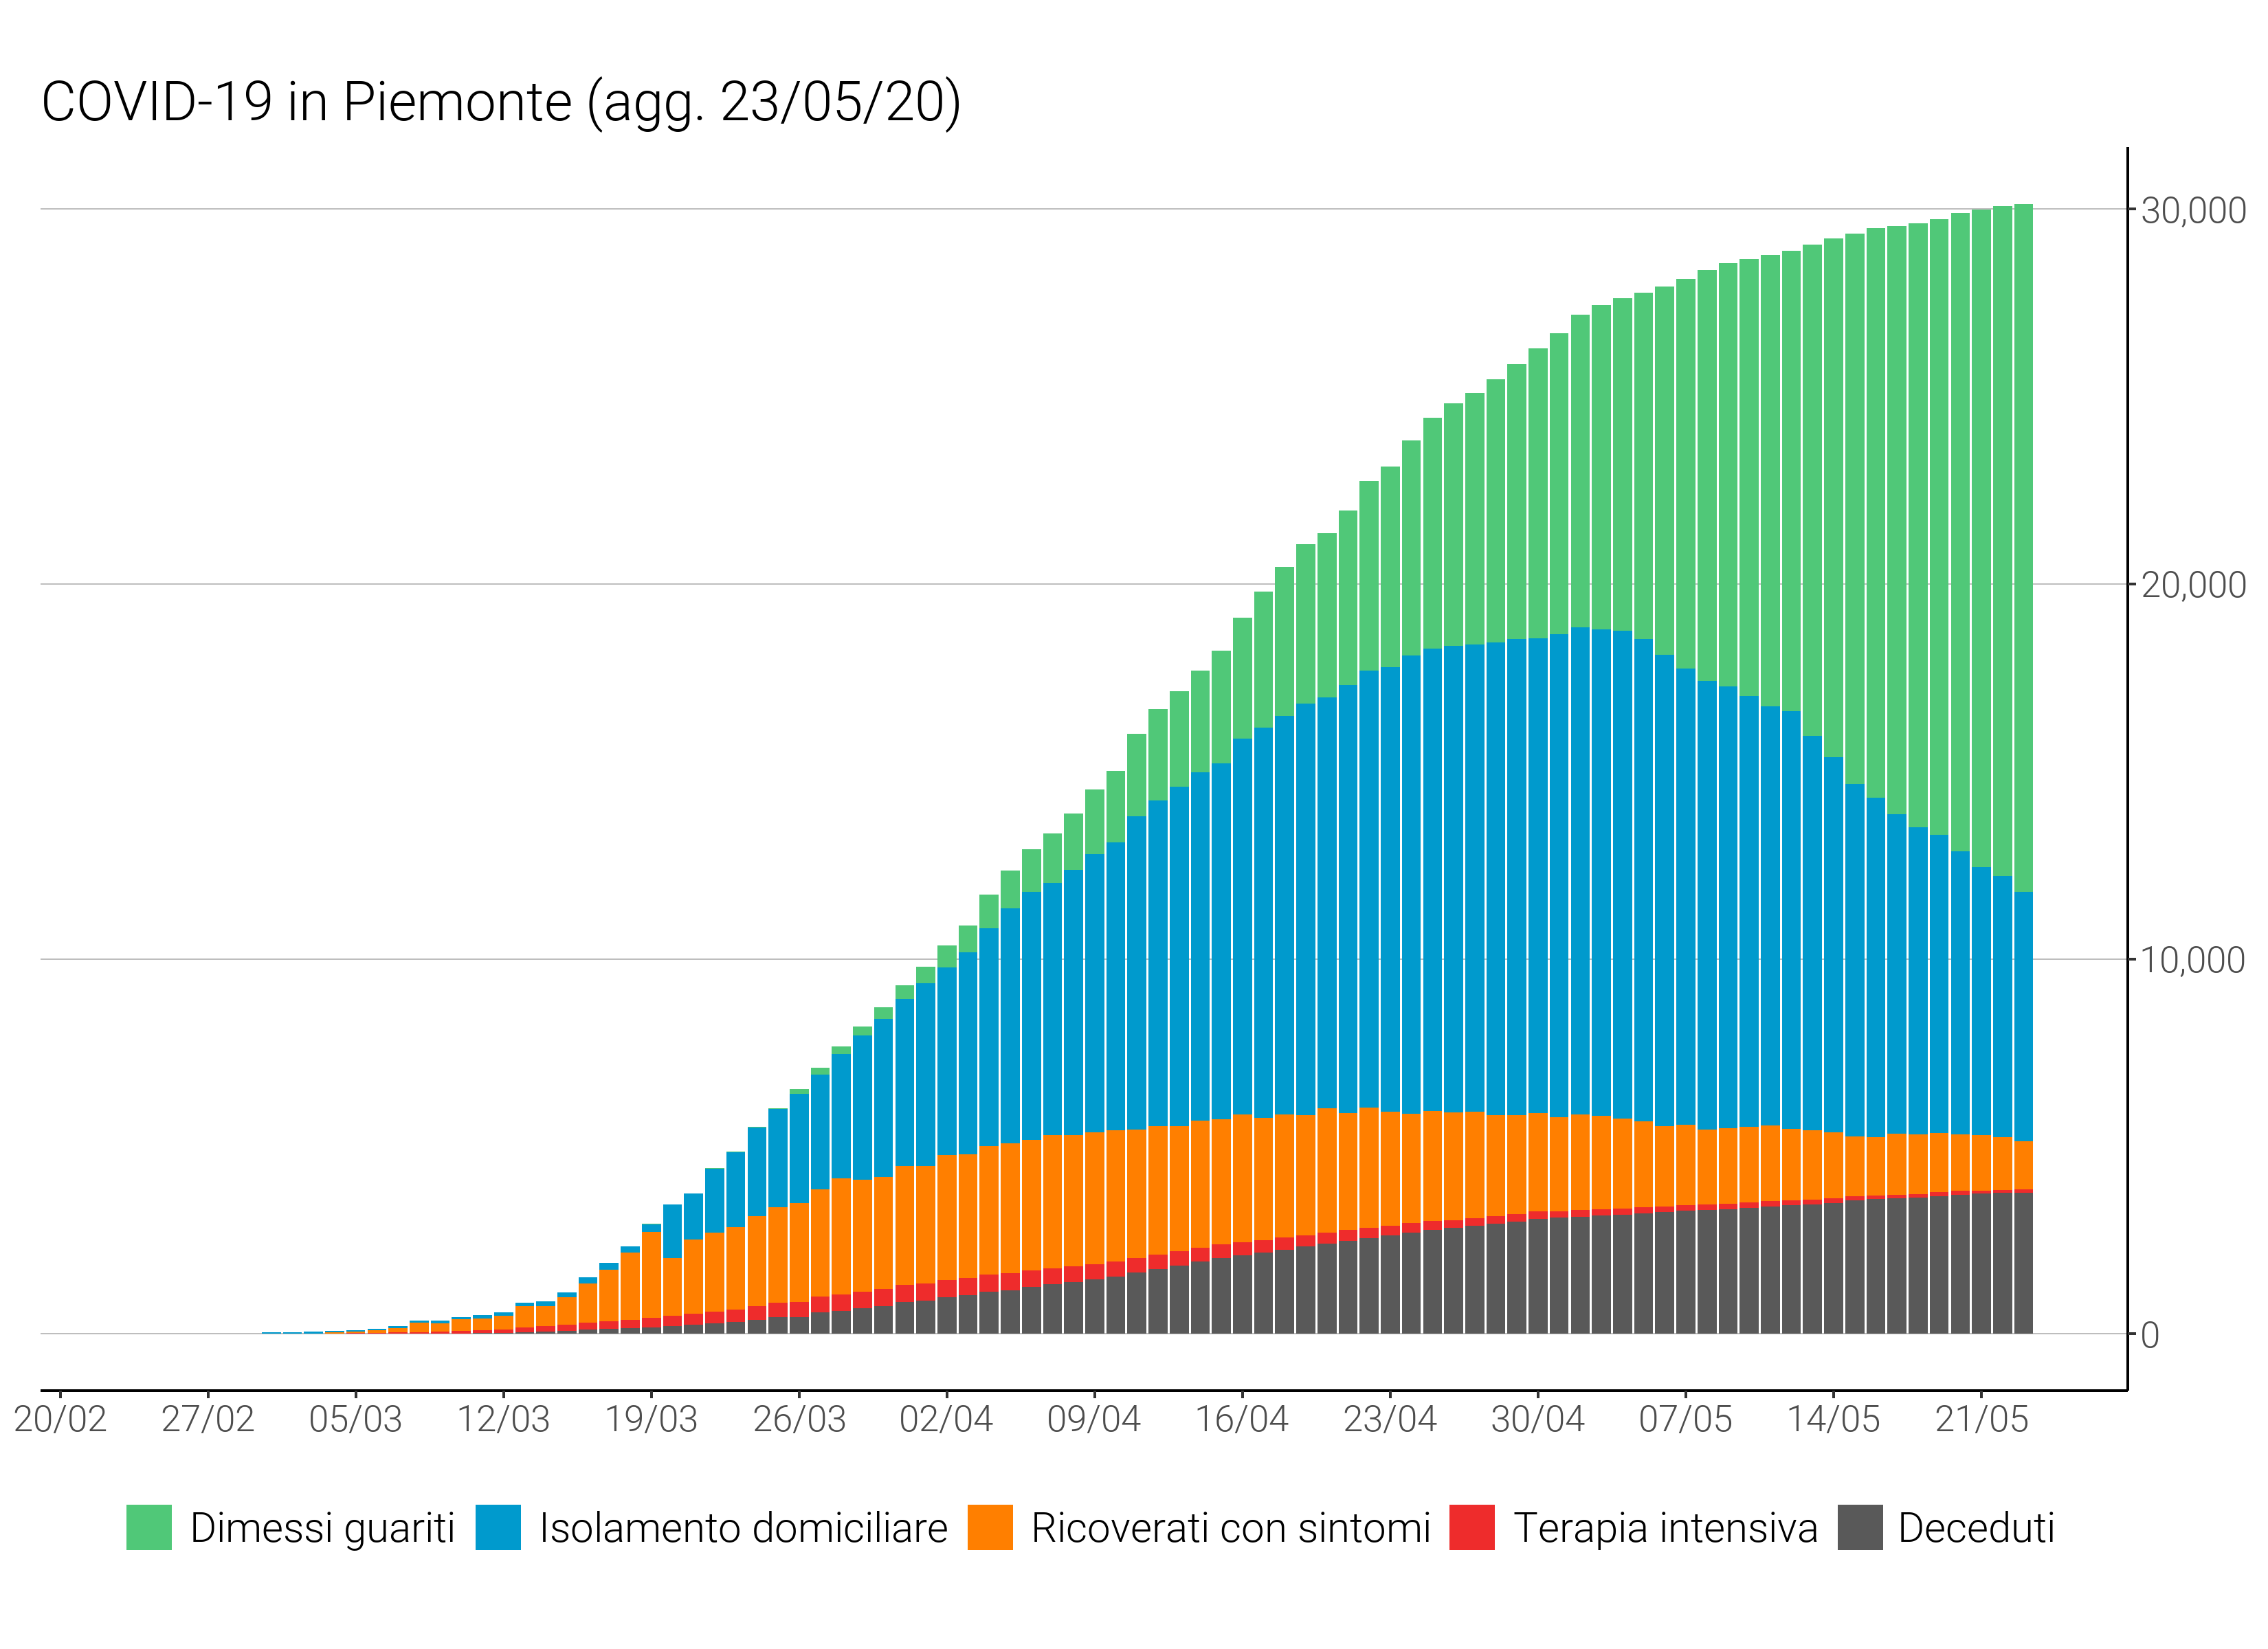 COVID-19 in Piemonte (agg. 23/05/20)
30,000
20,000
10,000
0
20/02 27/02 05/03 12/03 19/03 26/03 02/04 09/04 16/04 23/04 30/04 07/05 14/05 21/05
Dimessi guariti Isolamento domiciliare Ricoverati con sintomi Terapia intensiva Deceduti